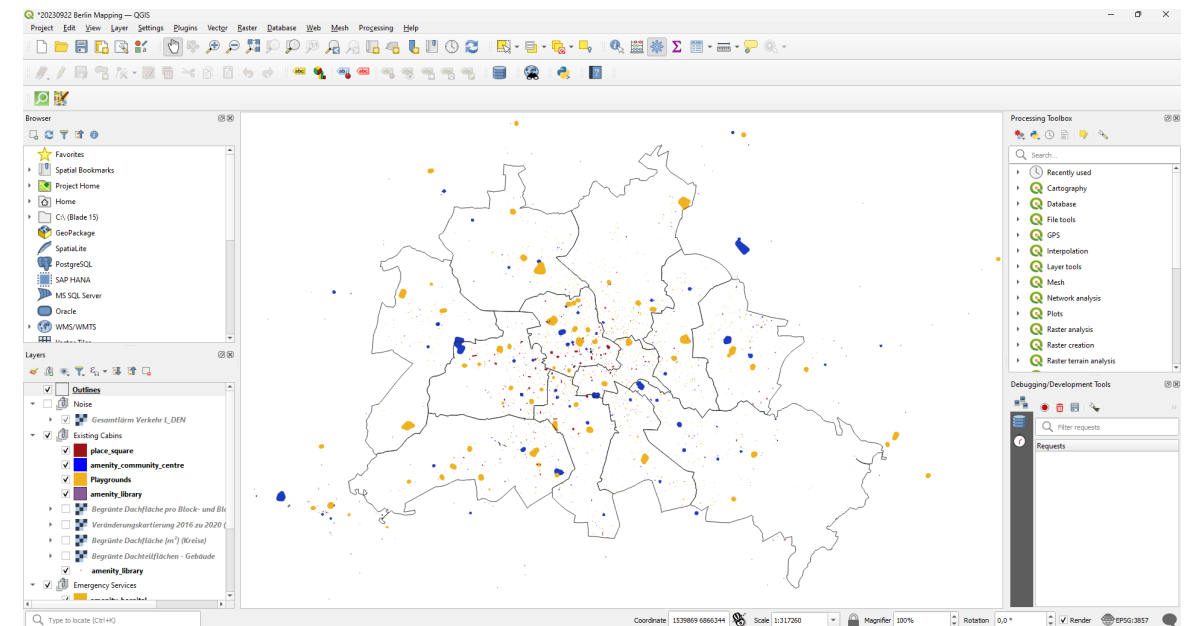 *20230922 Berlin Mapping — QGIS
Project Edit View Layer Settings Plugins Vector Raster Database Web Mesh Processing Help
Browser
Favorites
Spatial Bookmarks
Project Home
Home
C:\ (Blade 15)
GeoPackage
SpatiaLite
PostgreSQL
SAP HANA
MS SQL Server
Oracle
WMS/WMTS
Layers
Outlines
Noise
Gesamtlärm Verkehr L_DEN
Existing Cabins
place_square
amenity_community_centre
Playgrounds
amenity_library
Begrünte Dachfläche pro Block- und Blo
Veränderungskartierung 2016 zu 2020 (
Begrünte Dachfläche [m²] (Kreise)
Begrünte Dachteilflächen - Gebäude
amenity_library
Emergency Services
Processing Toolbox
Search...
Recently used
Cartography
Database
File tools
GPS
Interpolation
Layer tools
Mesh
Network analysis
Plots
Raster analysis
Raster creation
Raster terrain analysis
Debugging/Development Tools
Filter requests
Requests
Type to locate (Ctrl+K)
Coordinate 1539869 6866344 Scale 1:317260 Magnifier 100% Rotation 0,0 ° Render EPSG:3857